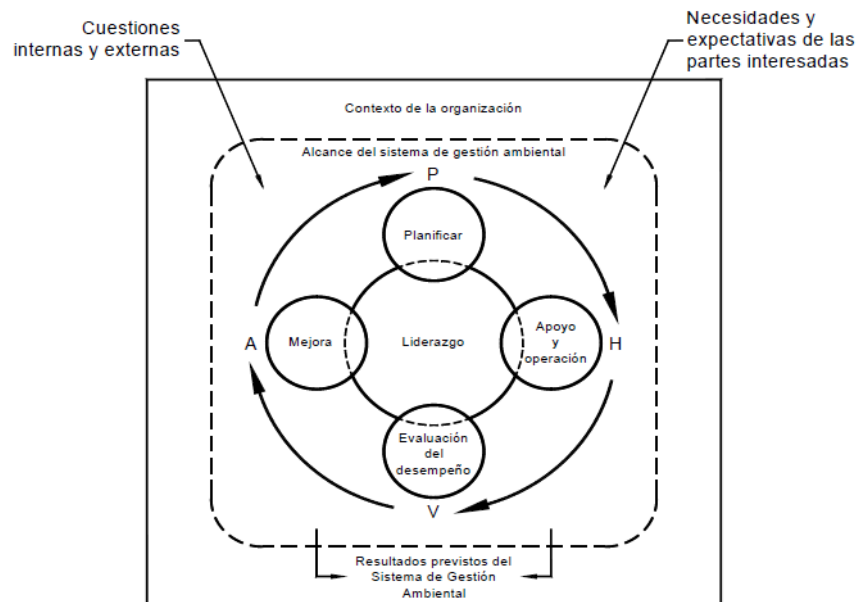 Cuestiones
internas y externas
Necesidades y
expectativas de las
partes interesadas
Contexto de la organización
Alcance del sistema de gestión ambiental
P
Planificar
A
Mejora
Liderazgo
Apoyo
y
operación
H
Evaluación
del
desempeño
V
Resultados previstos del
Sistema de Gestión
Ambiental